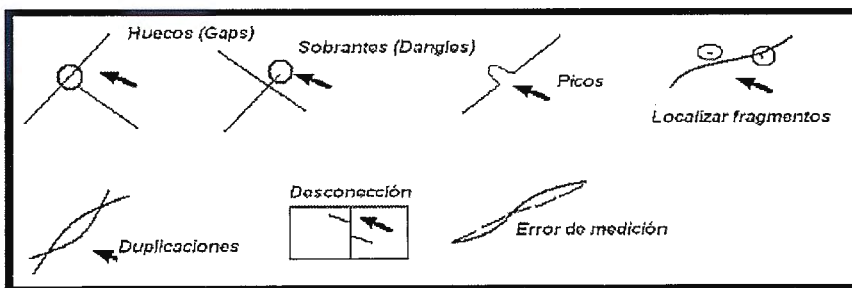 Huecos (Gaps)
Sobrantes (Dangles)
Picos
Localizar fragmentos
Duplicaciones
Desconección
Error de medición